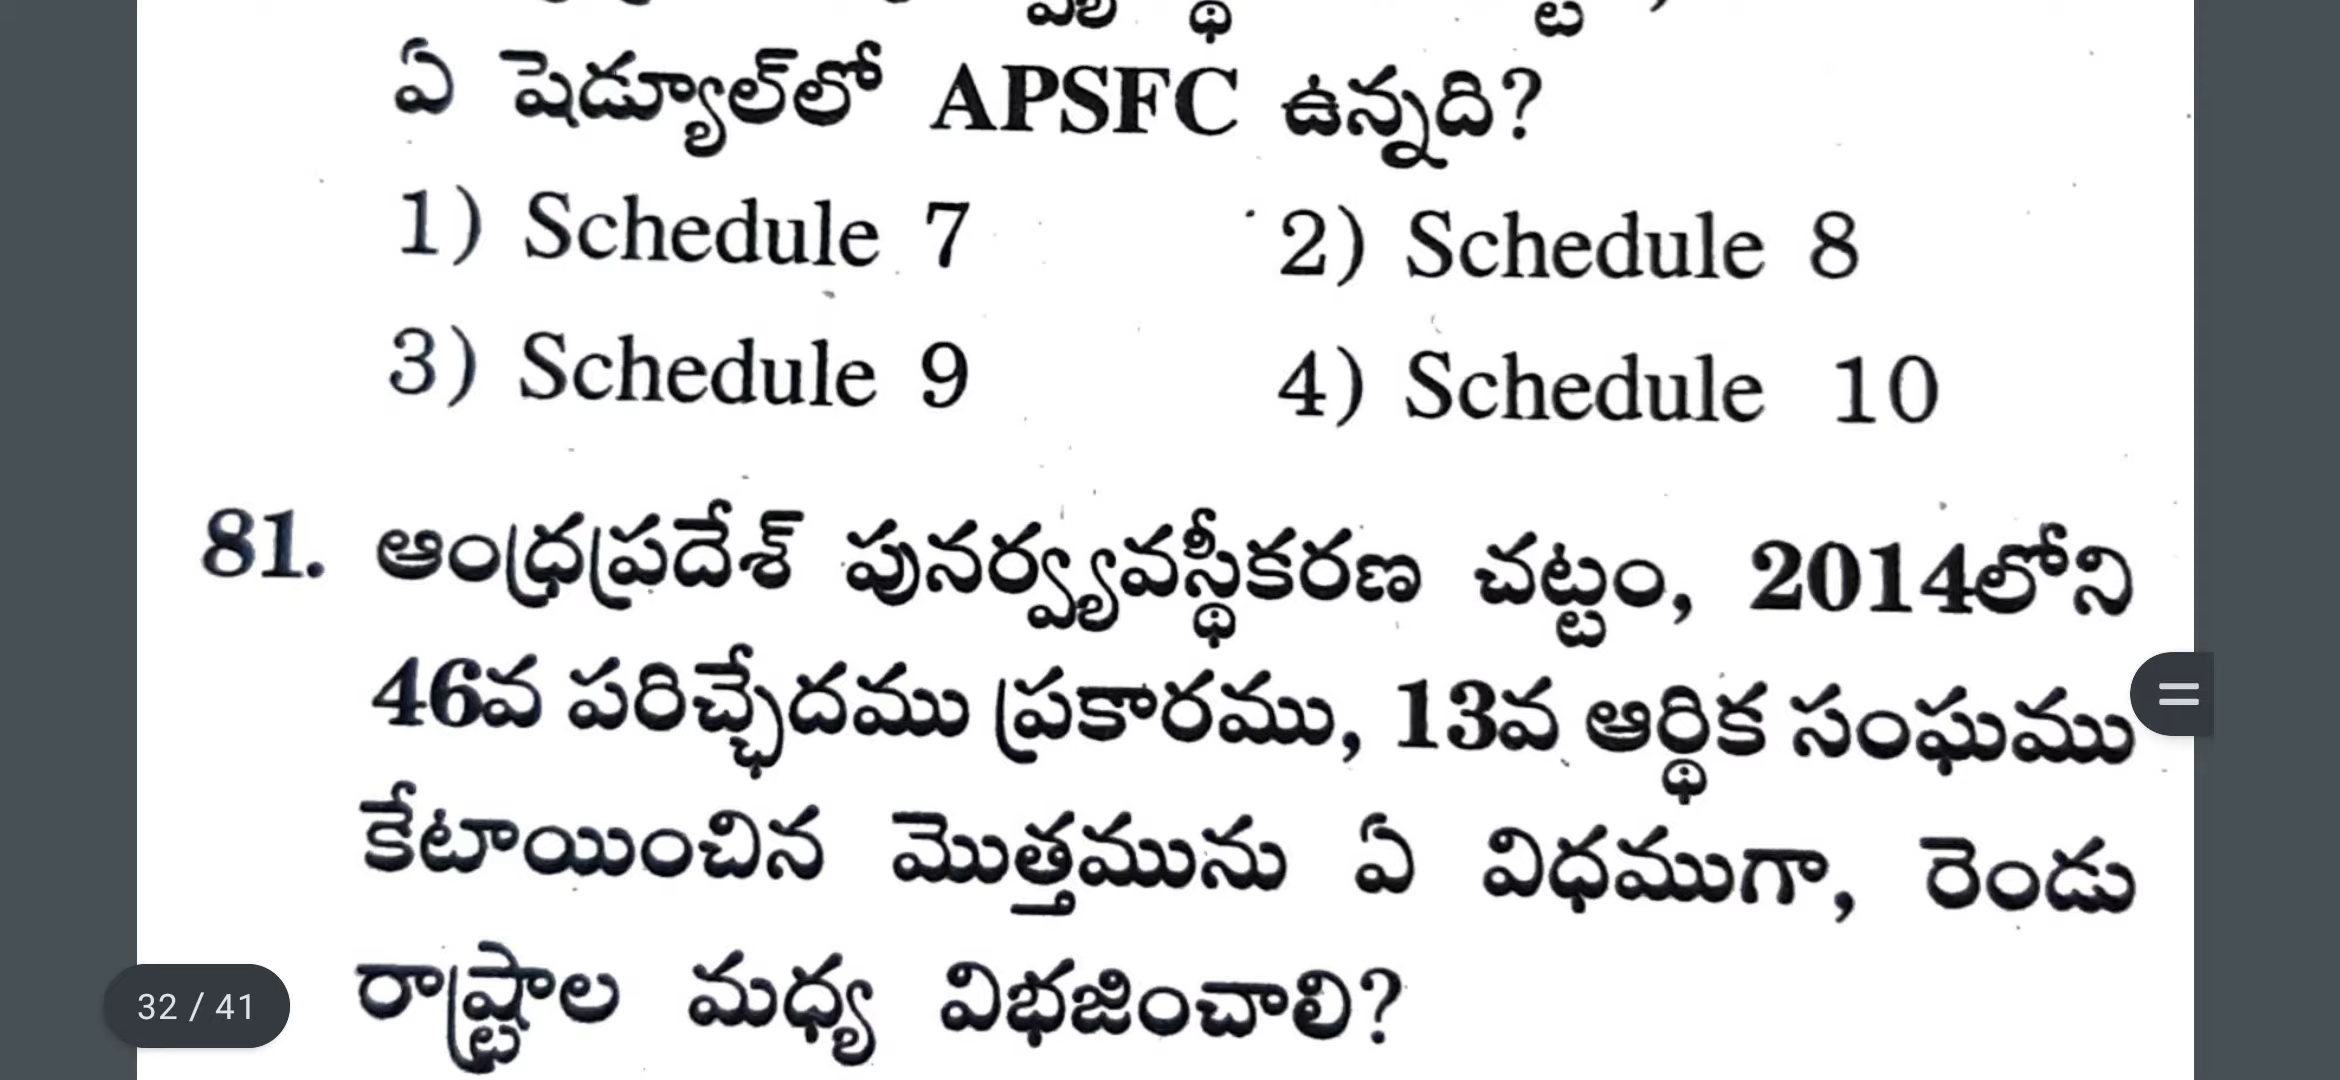 ఏ షెడ్యూల్‌లో APSFC ఉన్నది?
1) Schedule 7 2) Schedule 8
3) Schedule 9 4) Schedule 10
81. ఆంధ్రప్రదేశ్ పునర్వ్యవస్థీకరణ చట్టం, 2014లోని
46వ పరిచ్ఛేదము ప్రకారము, 13వ ఆర్థిక సంఘము
కేటాయించిన మొత్తమును ఏ విధముగా, రెండు
రాష్ట్రాల మధ్య విభజించాలి?
32 / 41